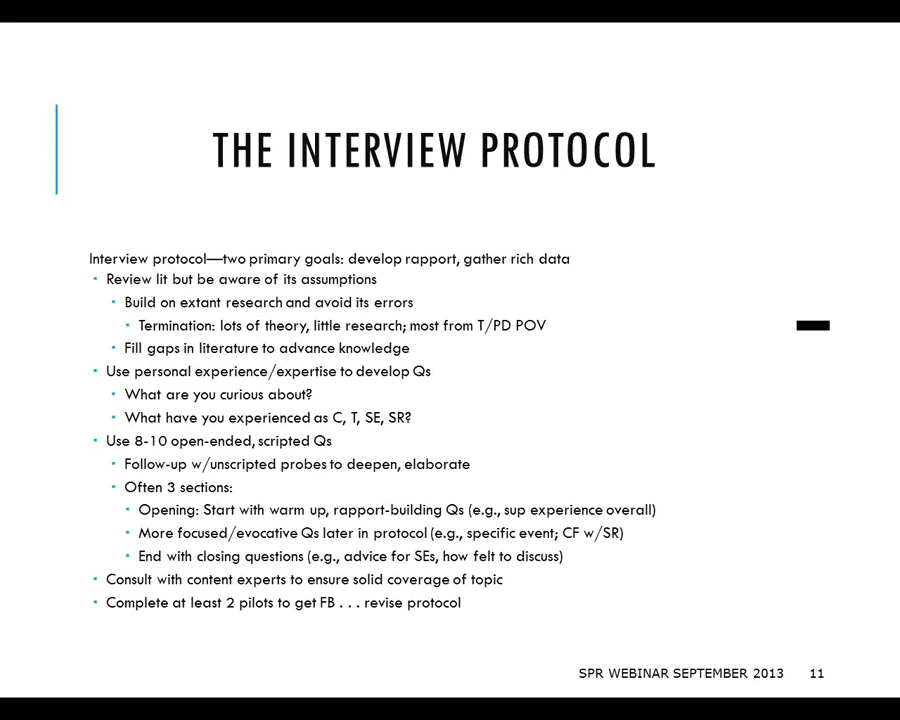 THE INTERVIEW PROTOCOL
Interview protocol—two primary goals: develop rapport, gather rich data
Review lit but be aware of its assumptions
Build on extant research and avoid its errors
Termination: lots of theory, little research; most from T/PD POV
Fill gaps in literature to advance knowledge
Use personal experience/expertise to develop Qs
What are you curious about?
What have you experienced as C, T, SE, SR?
Use 8-10 open-ended, scripted Qs
Follow-up w/unscripted probes to deepen, elaborate
Often 3 sections:
Opening: Start with warm up, rapport-building Qs (e.g., sup experience overall)
More focused/evocative Qs later in protocol (e.g., specific event; CF w/SR)
End with closing questions (e.g., advice for SEs, how felt to discuss)
Consult with content experts to ensure solid coverage of topic
Complete at least 2 pilots to get FB . . . revise protocol
SPR WEBINAR SEPTEMBER 2013 11